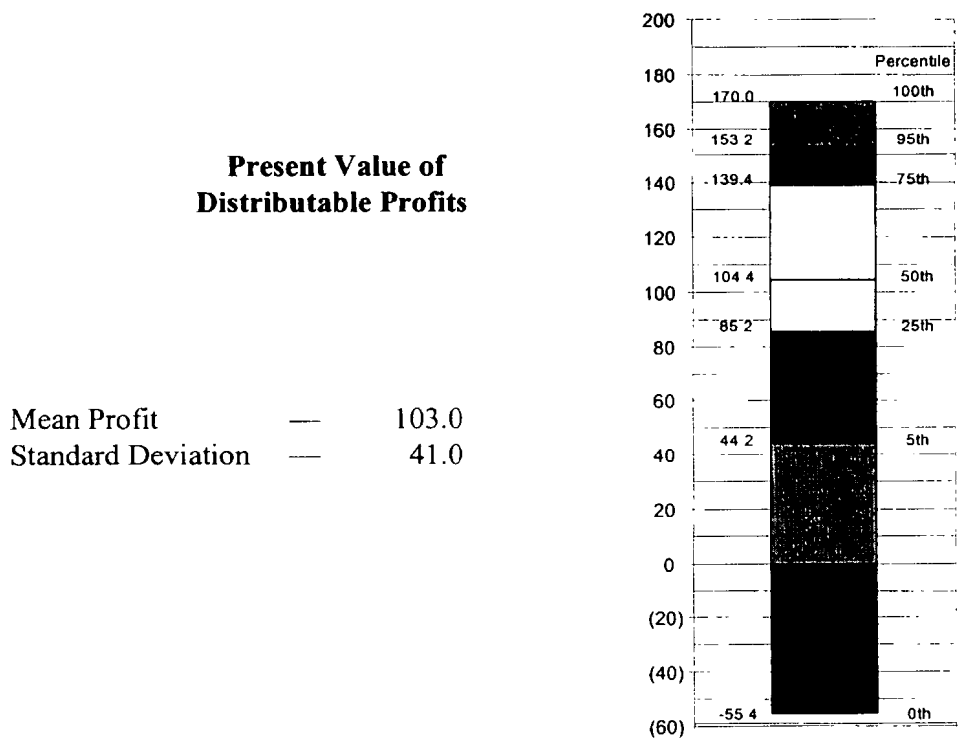 Present Value of
Distributable Profits
Mean Profit — 103.0
Standard Deviation — 41.0
200
Percentile
180
170.0 100th
160
153 2 95th
139.4 75th
140
120
104 4 50th
100
85 2 25th
80
60
44 2 5th
40
20
0
(20)
(40)
-55 4 0th
(60)